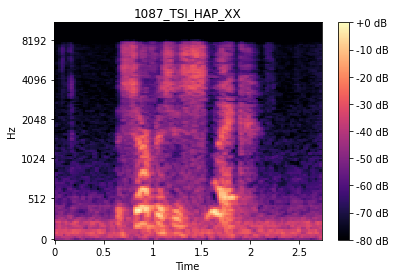 1087_TSI_HAP_XX
+0 dB
8192
-10 dB
4096
-20 dB
-30 dB
2048
Hz
-40 dB
1024
-50 dB
-60 dB
512
-70 dB
0
-80 dB
0 0.5 1 1.5 2 2.5
Time